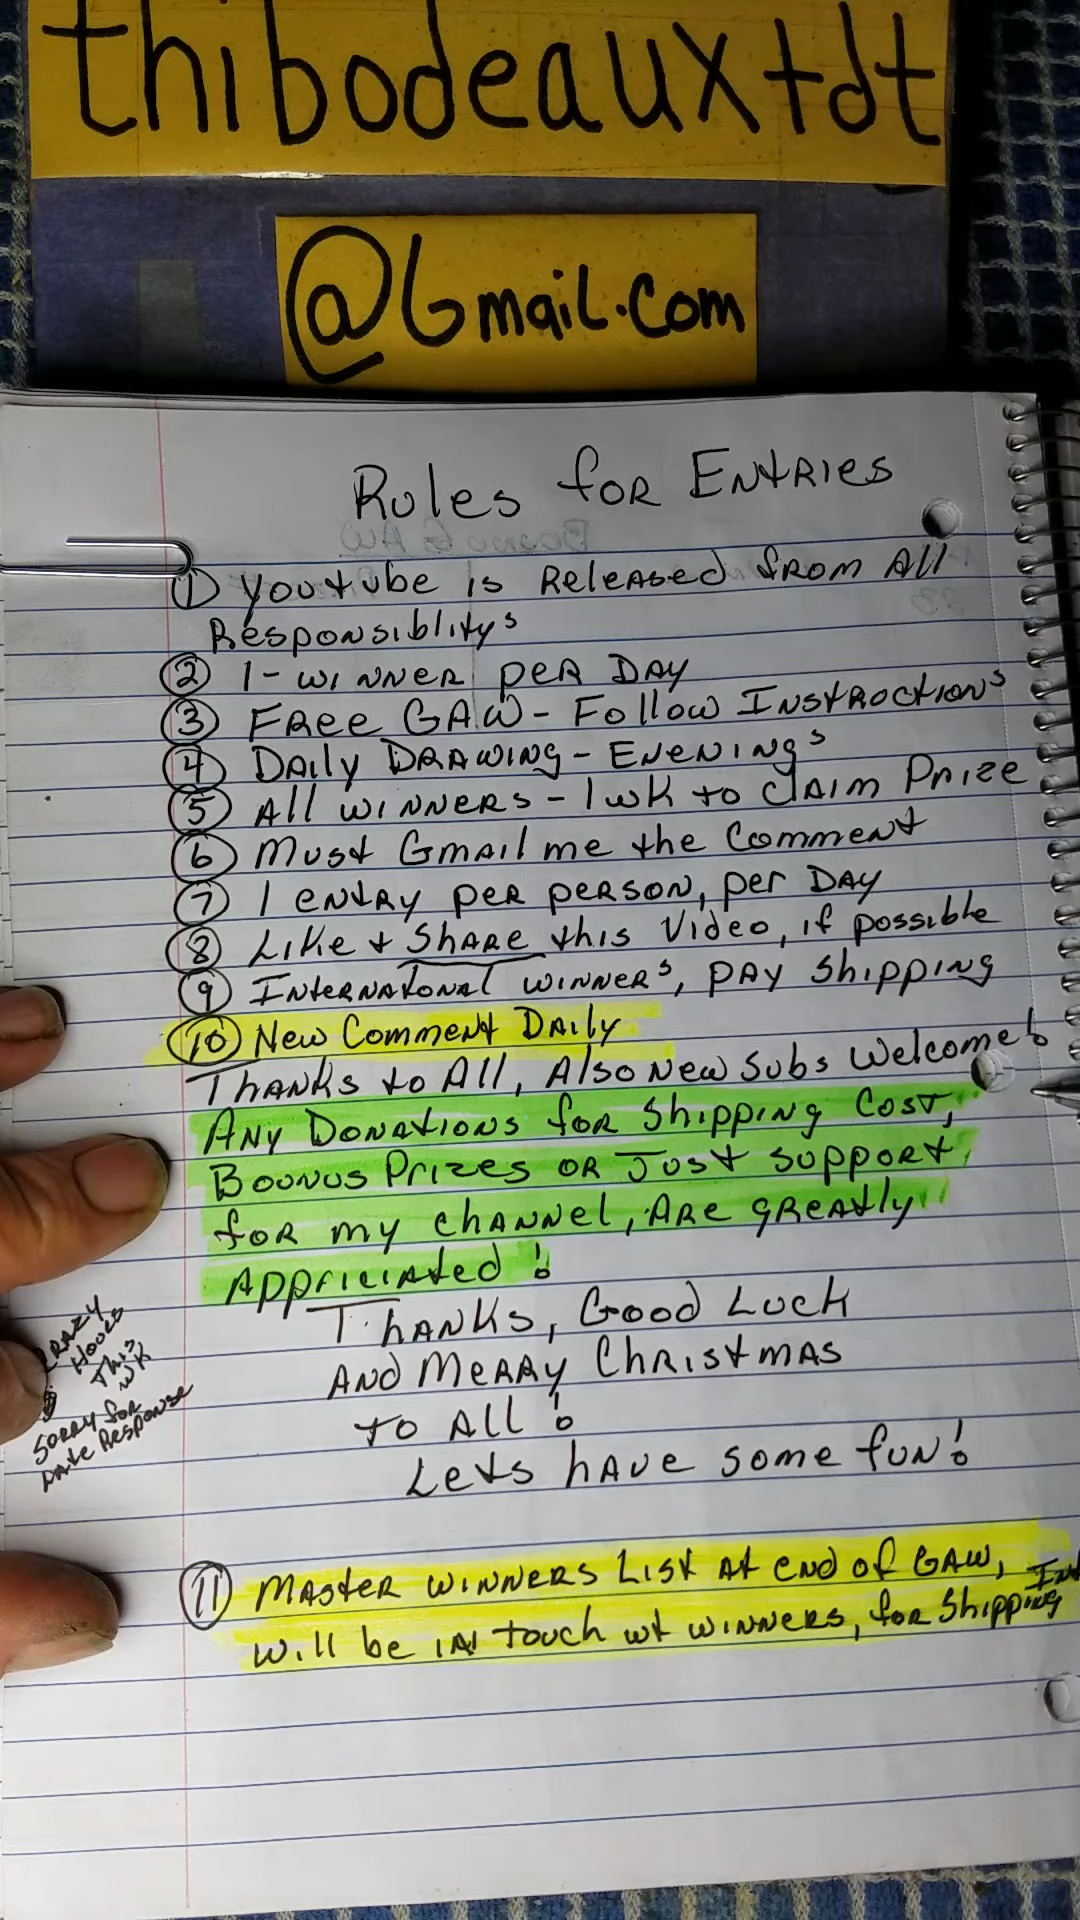 thibodeauxtdt
@Gmail.com
Rules for Entries
1 youtube is Released from All
Responsiblitys
2 1-winner per Day
3 Free GAW - Follow Instructions
4 Daily Drawing - Evenings
5 All winners - 1 wk to Claim Prize
6 Must Gmail me the Comment
7 1 entry per person, per Day
8 Like + Share this Video, if possible
9 Internatonal winners, pay shipping
10 New Comment Daily
Thanks to All, Also New subs Welcome!
Any Donations for Shipping Cost,
Boonus Prizes or Just support
for my channel, Are greatly
Appriciated!
Thanks, Good Luck
And Merry Christmas
to All!
Lets have some fun!
Crazy
Hours
This
wk
Sorry for
Late Response
11 Master winners List At end of GAW,
will be in touch wt winners, for Shipping